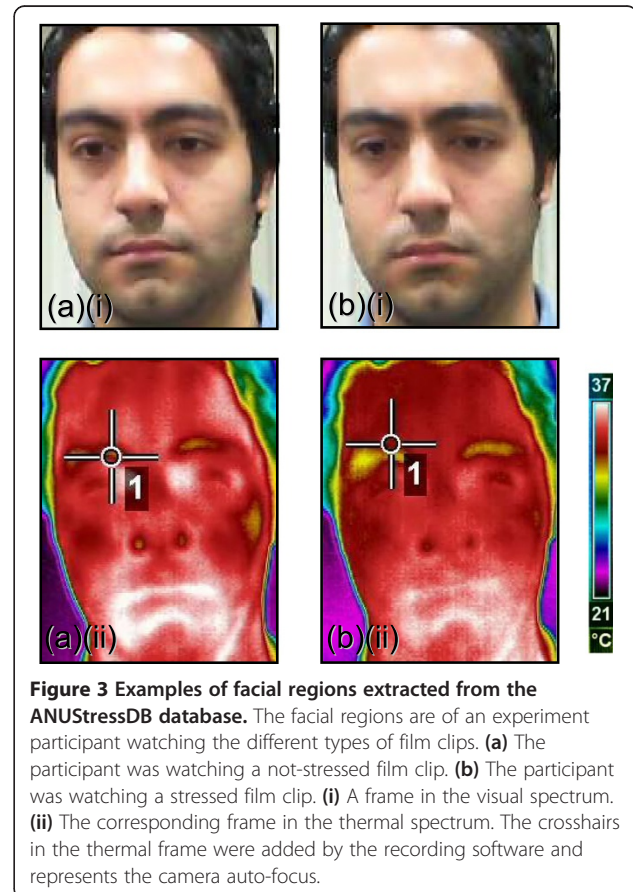 (a)(i)
(b)(i)
1
(a)(ii)
1
(b)(ii)
37
21
°C
Figure 3 Examples of facial regions extracted from the
ANUStressDB database. The facial regions are of an experiment
participant watching the different types of film clips. (a) The
participant was watching a not-stressed film clip. (b) The participant
was watching a stressed film clip. (i) A frame in the visual spectrum.
(ii) The corresponding frame in the thermal spectrum. The crosshairs
in the thermal frame were added by the recording software and
represents the camera auto-focus.